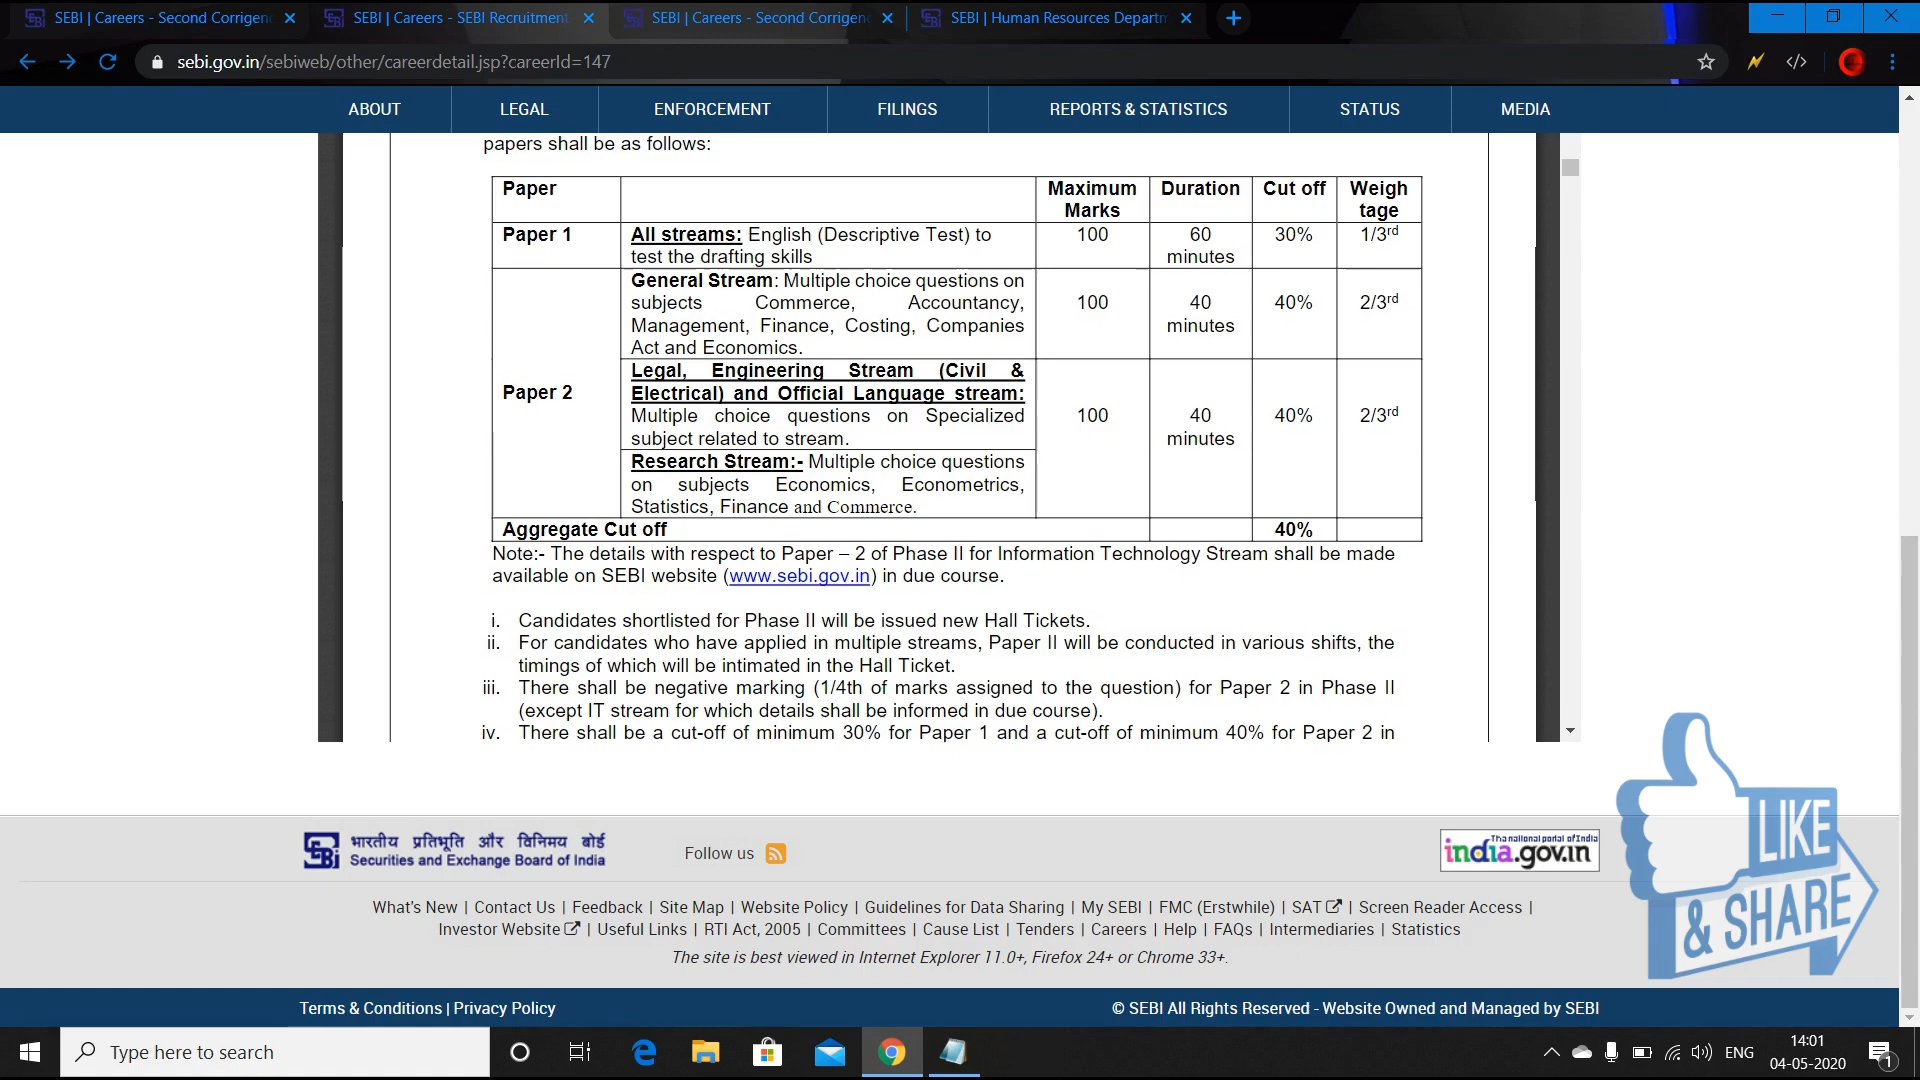 SEBI | Careers - Second Corrigen
SEBI | Careers - SEBI Recruitment
SEBI | Careers - Second Corrigen
SEBI | Human Resources Departm
sebi.gov.in/sebiweb/other/careerdetail.jsp?careerId=147
ABOUT LEGAL ENFORCEMENT FILINGS REPORTS & STATISTICS STATUS MEDIA
papers shall be as follows:
Paper Maximum Marks Duration Cut off Weigh tage
Paper 1
All streams: English (Descriptive Test) to
test the drafting skills
100
60 minutes
30%
1/3rd
Paper 2
General Stream: Multiple choice questions on
subjects Commerce, Accountancy,
Management, Finance, Costing, Companies
Act and Economics.
100
40 minutes
40%
2/3rd
Legal, Engineering Stream (Civil &
Electrical) and Official Language stream:
Multiple choice questions on Specialized
subject related to stream.
100
40 minutes
40%
2/3rd
Research Stream:- Multiple choice questions
on subjects Economics, Econometrics,
Statistics, Finance and Commerce.
Aggregate Cut off 40%
Note:- The details with respect to Paper – 2 of Phase II for Information Technology Stream shall be made
available on SEBI website (www.sebi.gov.in) in due course.
i. Candidates shortlisted for Phase II will be issued new Hall Tickets.
ii. For candidates who have applied in multiple streams, Paper II will be conducted in various shifts, the
timings of which will be intimated in the Hall Ticket.
iii. There shall be negative marking (1/4th of marks assigned to the question) for Paper 2 in Phase II
(except IT stream for which details shall be informed in due course).
iv. There shall be a cut-off of minimum 30% for Paper 1 and a cut-off of minimum 40% for Paper 2 in
LIKE
& SHARE
भारतीय प्रतिभूति और विनिमय बोर्ड
Securities and Exchange Board of India
Follow us
The national portal of India
india.gov.in
What's New | Contact Us | Feedback | Site Map | Website Policy | Guidelines for Data Sharing | My SEBI | FMC (Erstwhile) | SAT | Screen Reader Access |
Investor Website | Useful Links | RTI Act, 2005 | Committees | Cause List | Tenders | Careers | Help | FAQs | Intermediaries | Statistics
The site is best viewed in Internet Explorer 11.0+, Firefox 24+ or Chrome 33+.
Terms & Conditions | Privacy Policy
© SEBI All Rights Reserved - Website Owned and Managed by SEBI
Type here to search
ENG
14:01
04-05-2020
1